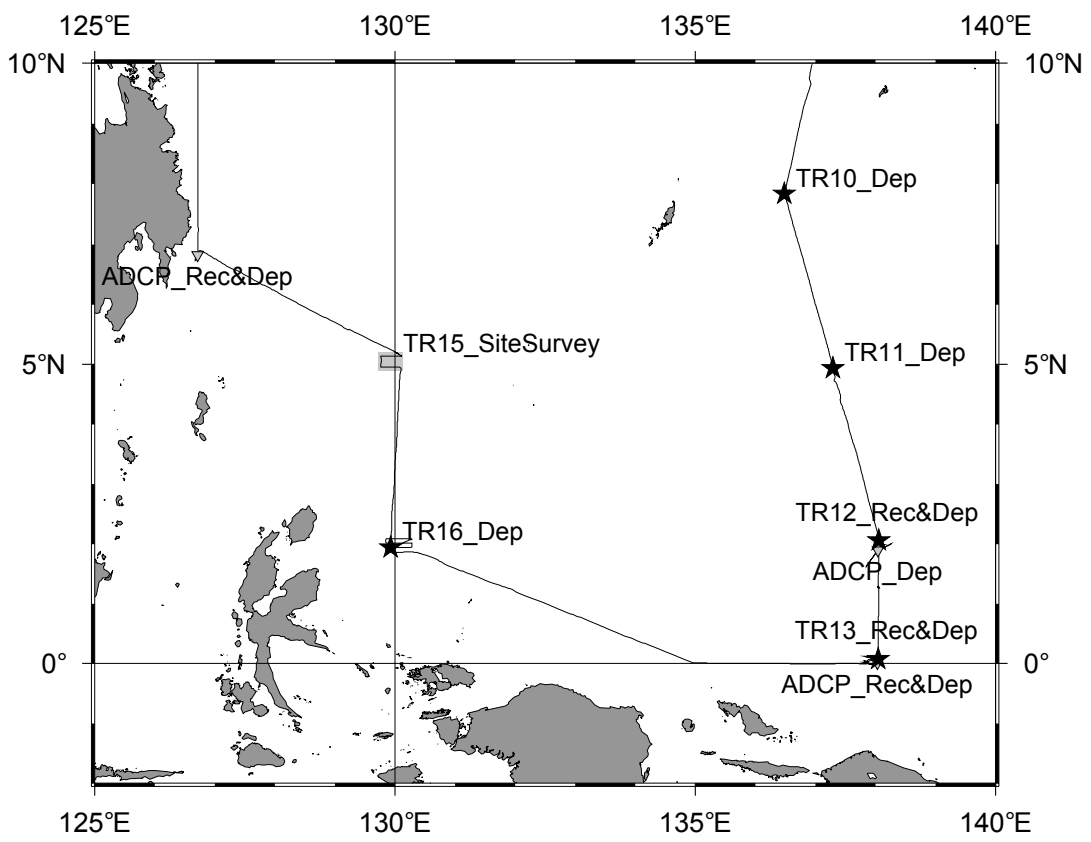 125°E 130°E 135°E 140°E
10°N 10°N
TR10_Dep
ADCP_Rec&Dep
TR15_SiteSurvey
TR11_Dep
5°N 5°N
TR12_Rec&Dep
TR16_Dep
ADCP_Dep
TR13_Rec&Dep
0° 0°
ADCP_Rec&Dep
125°E 130°E 135°E 140°E